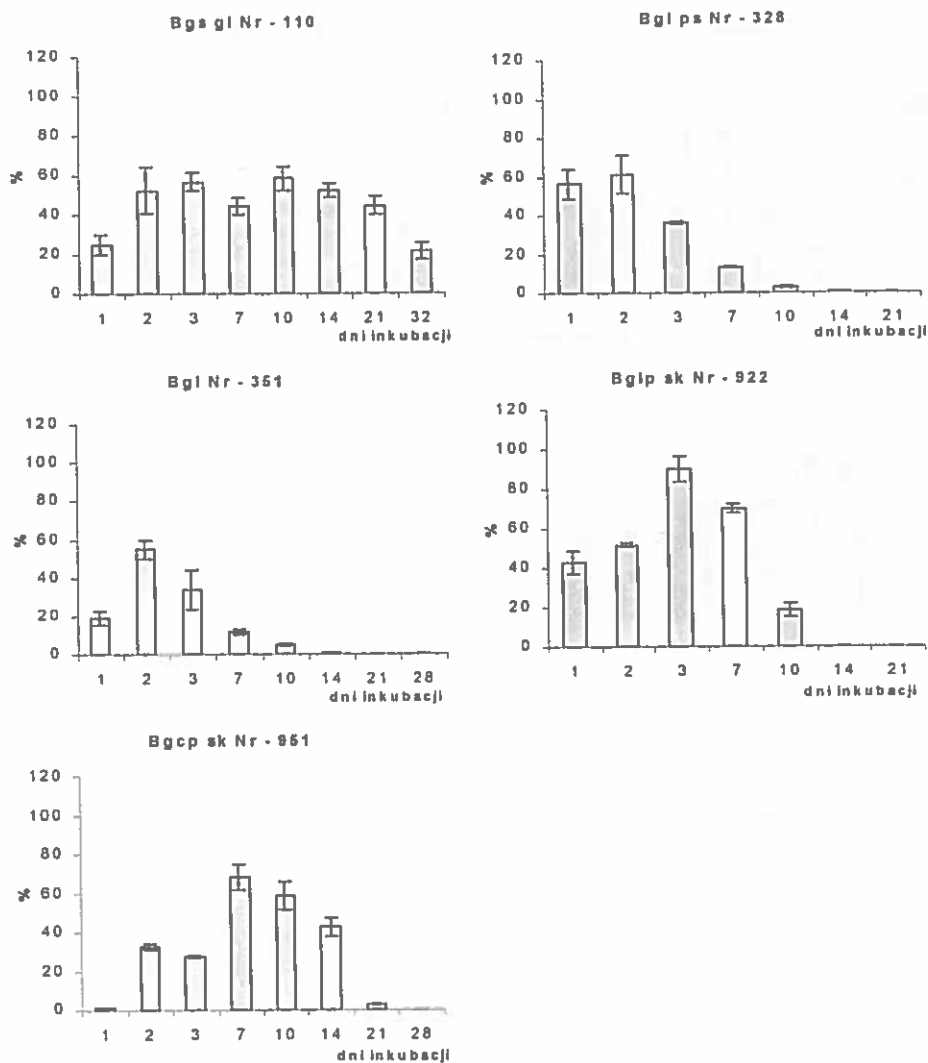 Bgs gl Nr - 110
120
100
80
60
40
20
0
%
1 2 3 7 10 14 21 32
dni inkubacji
Bgl ps Nr - 328
120
100
80
60
40
20
0
%
1 2 3 7 10 14 21
dni inkubacji
Bgl Nr - 351
120
100
80
60
40
20
0
%
1 2 3 7 10 14 21 28
dni inkubacji
Bglp sk Nr - 922
120
100
80
60
40
20
0
%
1 2 3 7 10 14 21
dni inkubacji
Bgcp sk Nr - 951
120
100
80
60
40
20
0
%
1 2 3 7 10 14 21 28
dni inkubacji